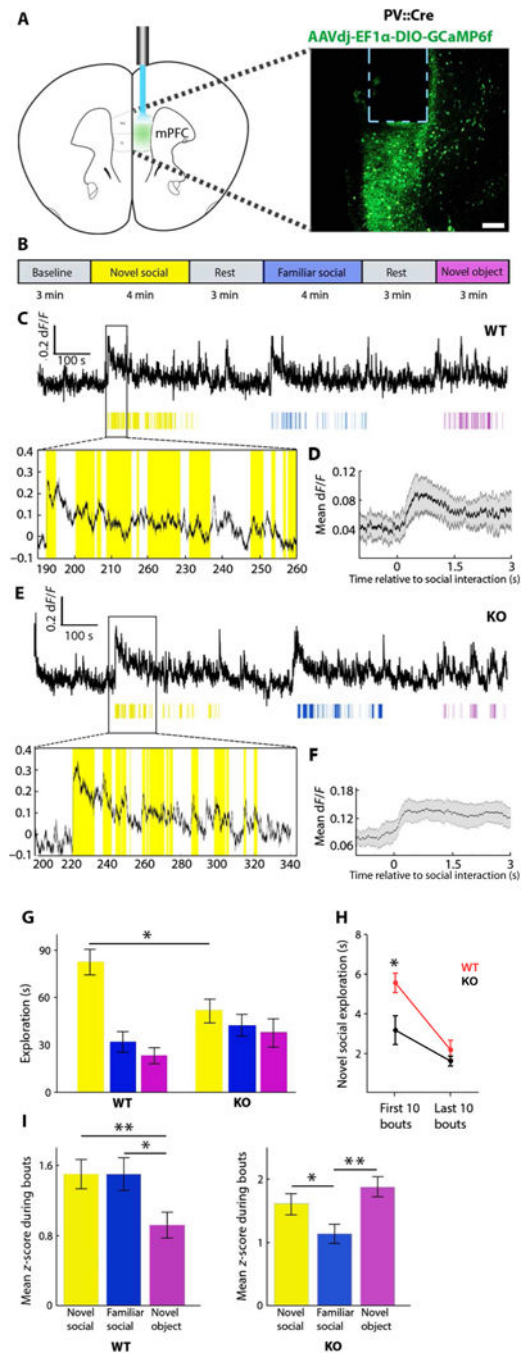 A
PV::Cre
AAVdj-EF1α-DIO-GCaMP6f
mPFC
B
Baseline Novel social Rest Familiar social Rest Novel object
3 min 4 min 3 min 4 min 3 min 3 min
C
0.2 dF/F
100 s
WT
0.4
0.3
0.2
0.1
0
−0.1
190 200 210 220 230 240 250 260
D
Mean dF/F
0.12
0.08
0.04
0 1.5 3
Time relative to social interaction (s)
E
0.2 dF/F
100 s
KO
0.4
0.3
0.2
0.1
0
−0.1
200 220 240 260 280 300 320 340
F
Mean dF/F
0.18
0.12
0.06
0 1.5 3
Time relative to social interaction (s)
G
Exploration (s)
90
60
30
0
*
WT KO
H
Novel social exploration (s)
8
6
4
2
*
WT
KO
First 10 bouts
Last 10 bouts
I
Mean z-score during bouts
1.6
0.8
0
**
*
Novel social
Familiar social
Novel object
WT
Mean z-score during bouts
2
1
0
*
**
Novel social
Familiar social
Novel object
KO